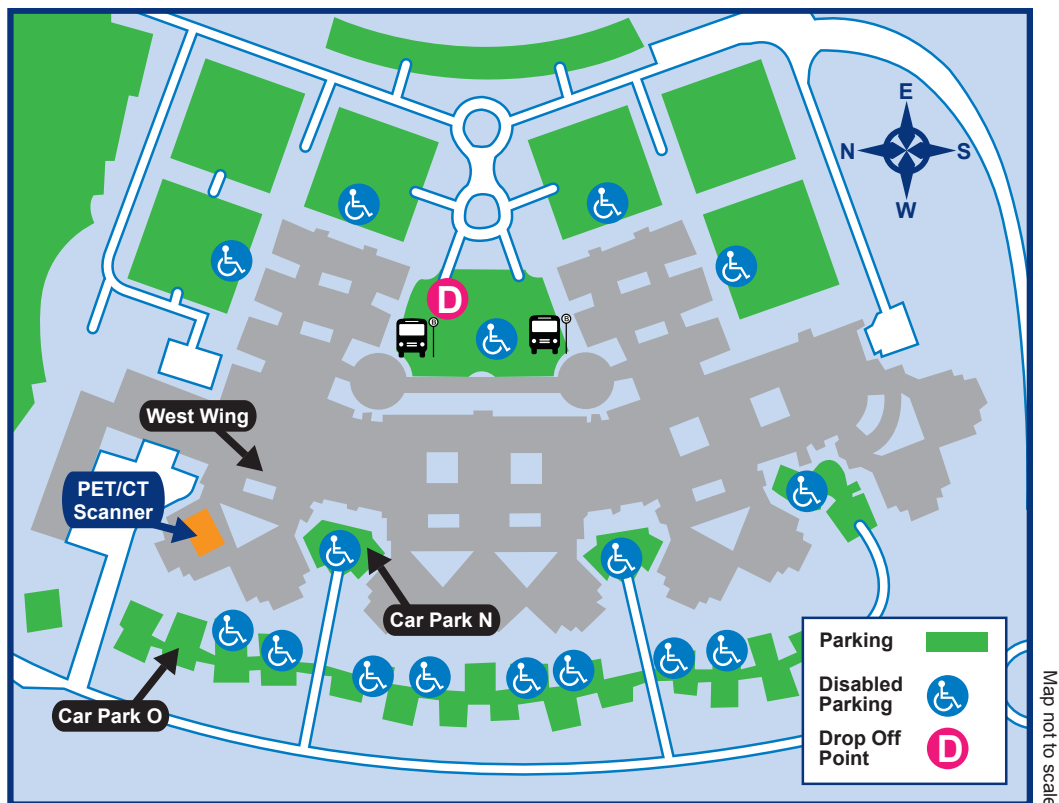 E
N
S
W
D
B
B
West Wing
PET/CT
Scanner
Car Park N
Car Park O
Parking
Disabled
Parking
Drop Off
Point
D
Map not to scale